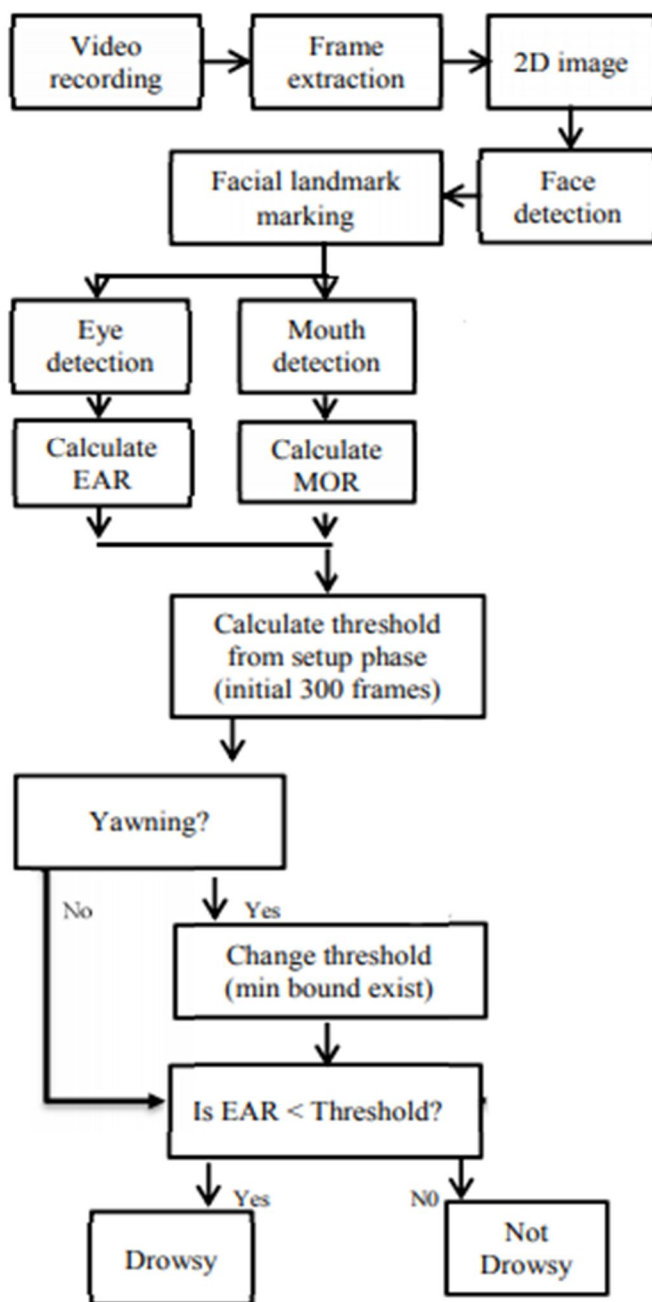 Video
recording
Frame
extraction
2D image
Face
detection
Facial landmark
marking
Eye
detection
Mouth
detection
Calculate
EAR
Calculate
MOR
Calculate threshold
from setup phase
(initial 300 frames)
Yawning?
No
Yes
Change threshold
(min bound exist)
Is EAR < Threshold?
Yes
N0
Drowsy
Not
Drowsy